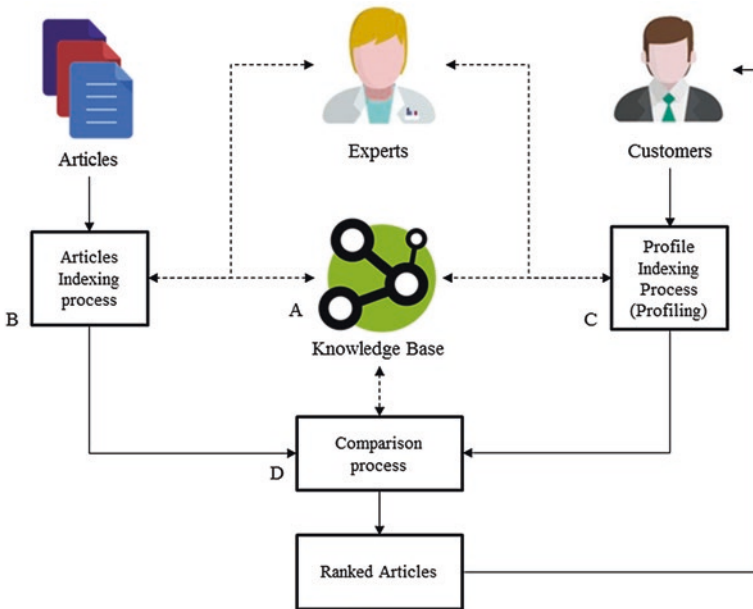 Articles
Experts
Customers
Articles
Indexing
process
B
A
Knowledge Base
Profile
Indexing
Process
(Profiling)
C
Comparison
process
D
Ranked Articles